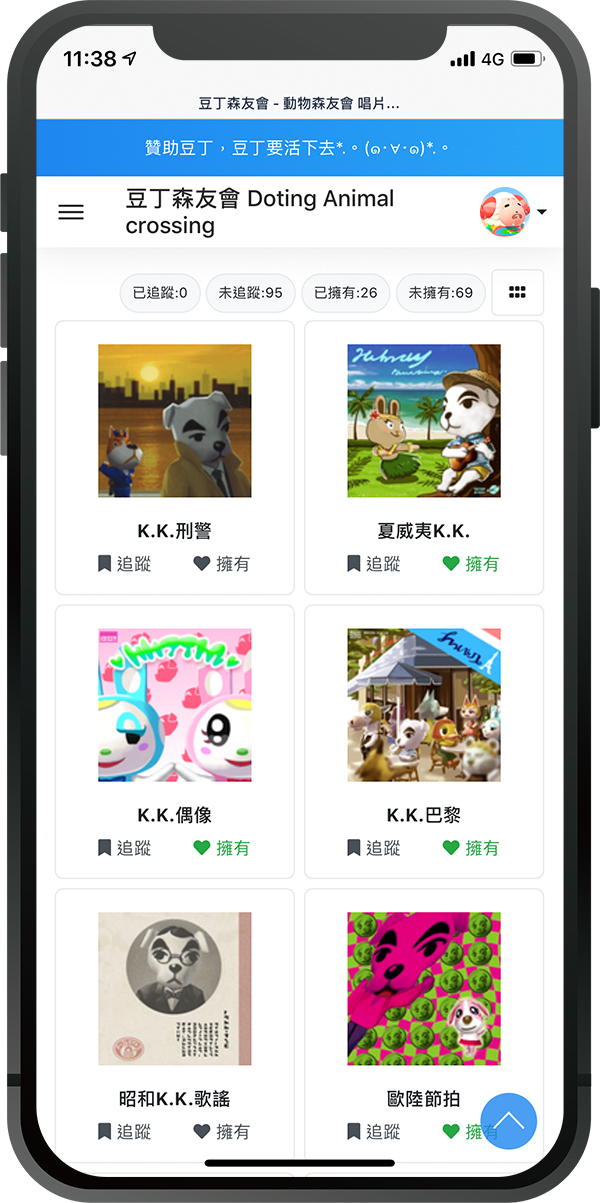 11:38
4G
豆丁森友會 - 動物森友會 唱片...
贊助豆丁，豆丁要活下去*.。(๑･∀･๑)*.。
豆丁森友會 Doting Animal
crossing
已追蹤:0 未追蹤:95 已擁有:26 未擁有:69
K.K.刑警
夏威夷K.K.
追蹤 擁有
追蹤 擁有
K.K.偶像
K.K.巴黎
追蹤 擁有
追蹤 擁有
昭和K.K.歌謠
歐陸節拍
追蹤 擁有
追蹤 擁有